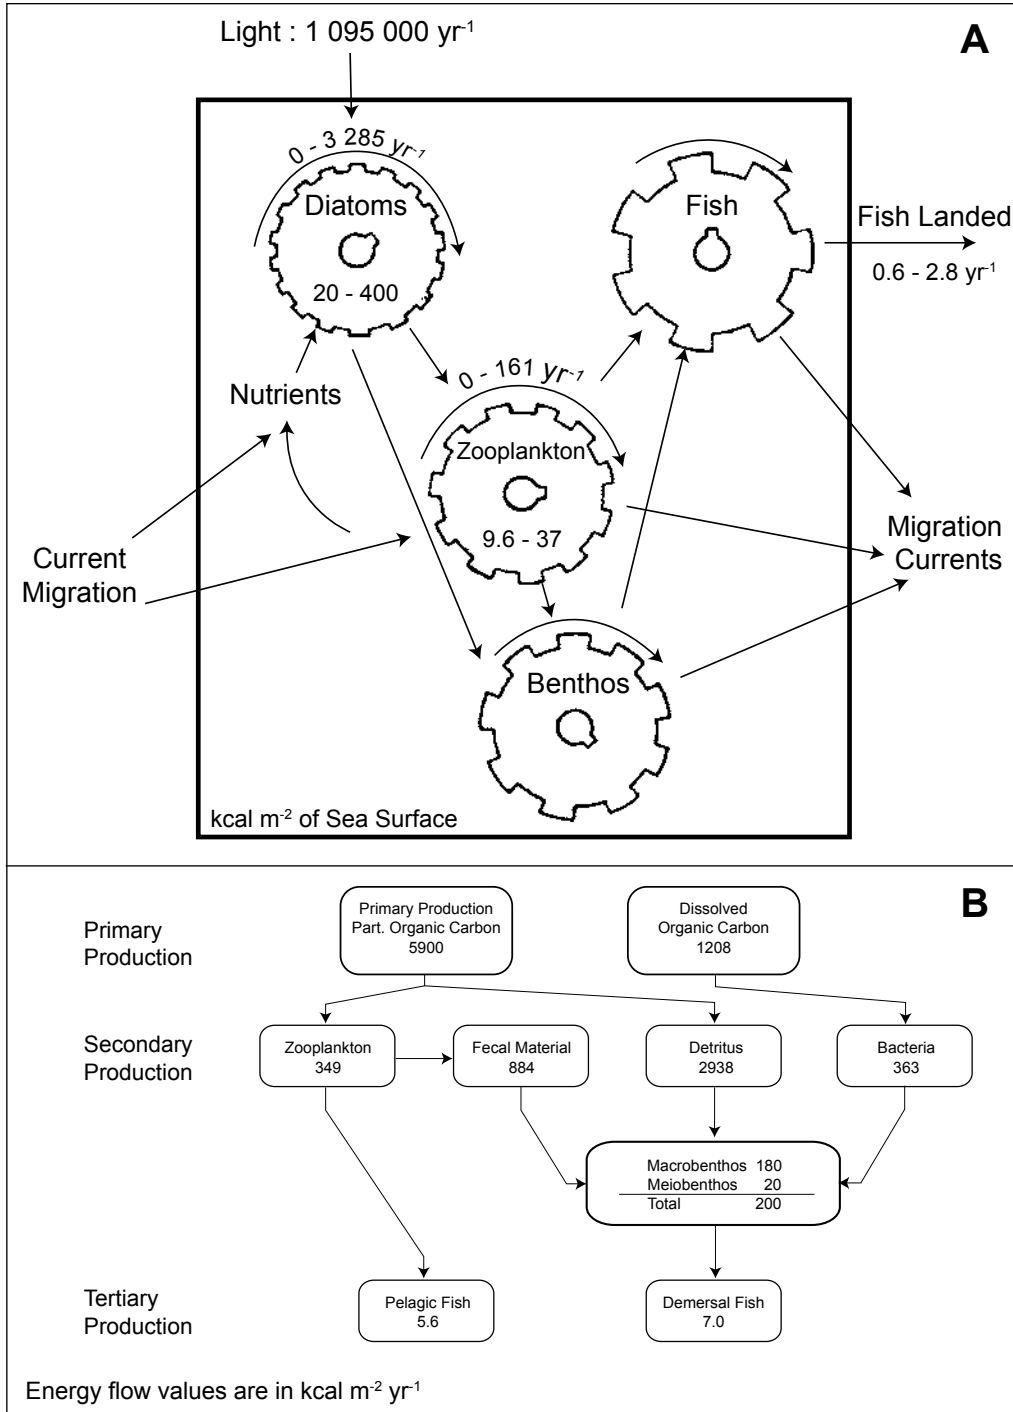 Light : 1 095 000 yr⁻¹
A
0 - 3 285 yr⁻¹
Diatoms
20 - 400
Fish
Fish Landed
0.6 - 2.8 yr⁻¹
Nutrients
0 - 161 yr⁻¹
Zooplankton
9.6 - 37
Current
Migration
Migration
Currents
Benthos
kcal m⁻² of Sea Surface
B
Primary
Production
Primary Production
Part. Organic Carbon
5900
Dissolved
Organic Carbon
1208
Secondary
Production
Zooplankton
349
Fecal Material
884
Detritus
2938
Bacteria
363
Macrobenthos 180
Meiobenthos 20
Total 200
Tertiary
Production
Pelagic Fish
5.6
Demersal Fish
7.0
Energy flow values are in kcal m⁻² yr⁻¹